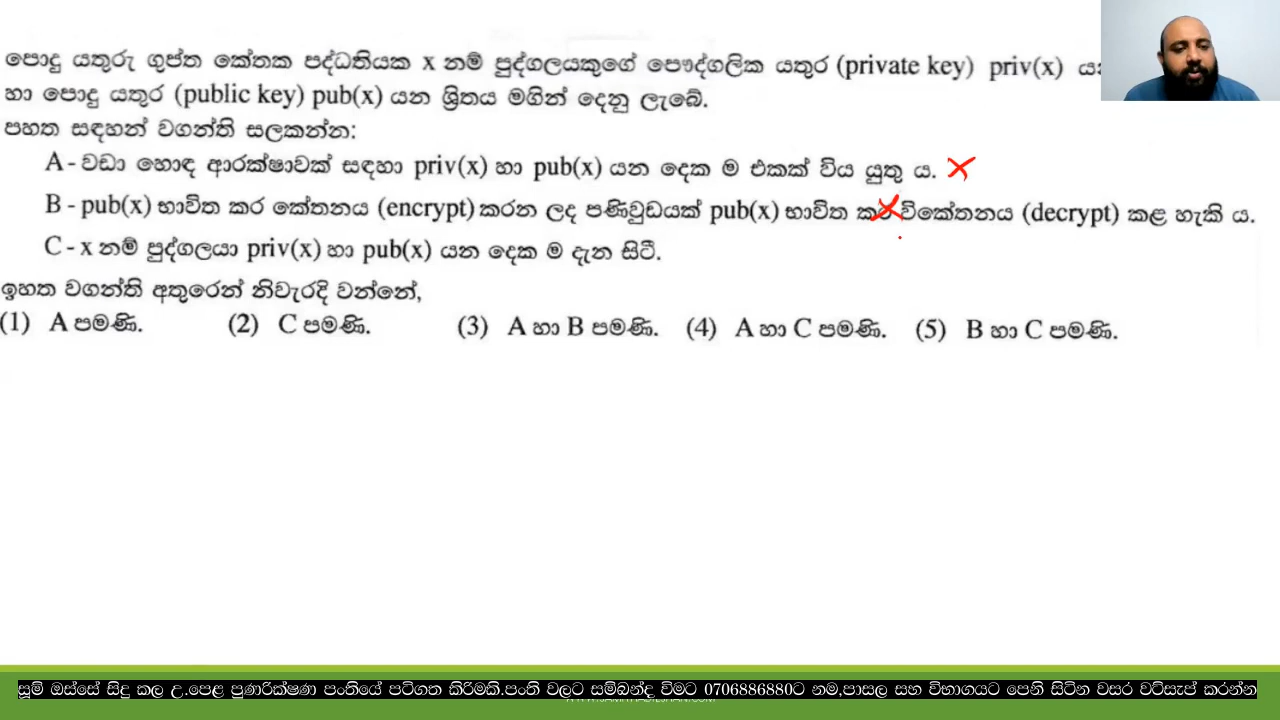 පොදු යතුරු ගුප්ත කේතක පද්ධතියක x නම් පුද්ගලයකුගේ පෞද්ගලික යතුර (private key) priv(x)
හා පොදු යතුර (public key) pub(x) යන ශ්‍රිතය මගින් දෙනු ලැබේ.
පහත සඳහන් වගන්ති සලකන්න:
A - වඩා හොඳ ආරක්ෂාවක් සඳහා priv(x) හා pub(x) යන දෙක ම එකක් විය යුතු ය.
B - pub(x) භාවිත කර කේතනය (encrypt) කරන ලද පණිවුඩයක් pub(x) භාවිත කර විකේතනය (decrypt) කළ හැකි ය.
C - x නම් පුද්ගලයා priv(x) හා pub(x) යන දෙක ම දැන සිටී.
ඉහත වගන්ති අතුරෙන් නිවැරදි වන්නේ,
(1) A පමණි. (2) C පමණි. (3) A හා B පමණි. (4) A හා C පමණි. (5) B හා C පමණි.
සූම් ඔස්සේ සිදු කල උ.පෙළ පුණරීක්ෂණ පංතියේ පටිගත කිරීමකි.පංති වලට සම්බන්ද වීමට 0706886880ට නම,පාසල සහ විභාගයට පෙනී සිටින වසර වට්සැප් කරන්න